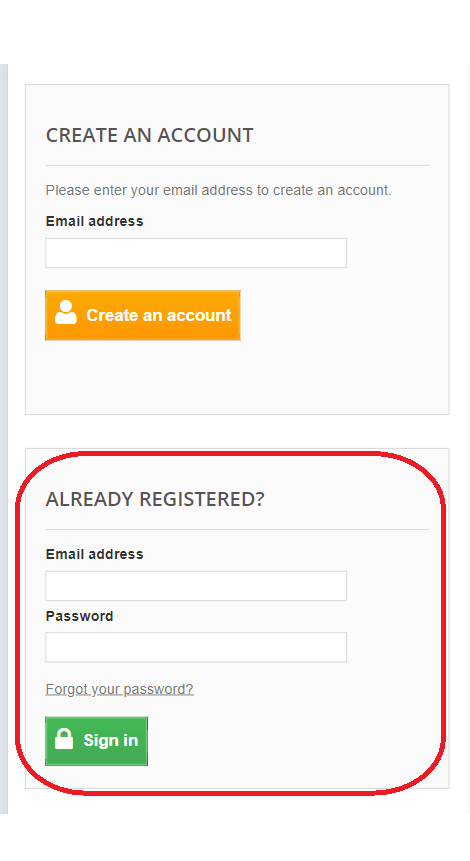 CREATE AN ACCOUNT
Please enter your email address to create an account.
Email address
Create an account
ALREADY REGISTERED?
Email address
Password
Forgot your password?
Sign in